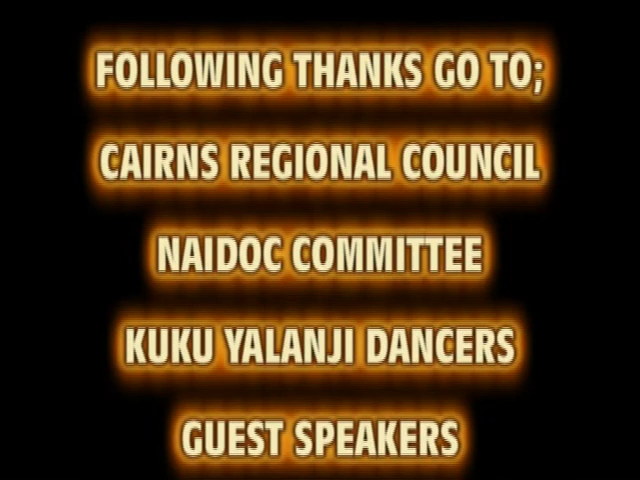 FOLLOWING THANKS GO TO;
CAIRNS REGIONAL COUNCIL
NAIDOC COMMITTEE
KUKU YALANJI DANCERS
GUEST SPEAKERS